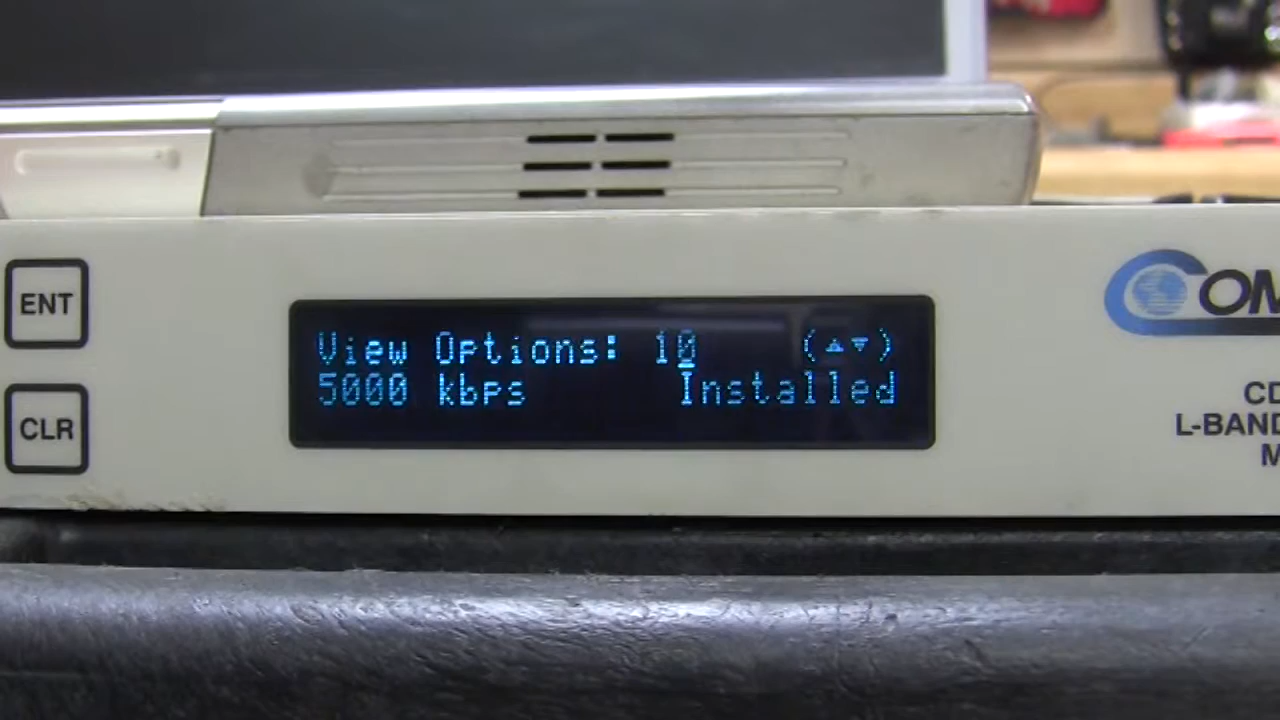 ENT
CLR
View Options: 10 (▲▼)
5000 kbps Installed
COM
CD
L-BAND
M